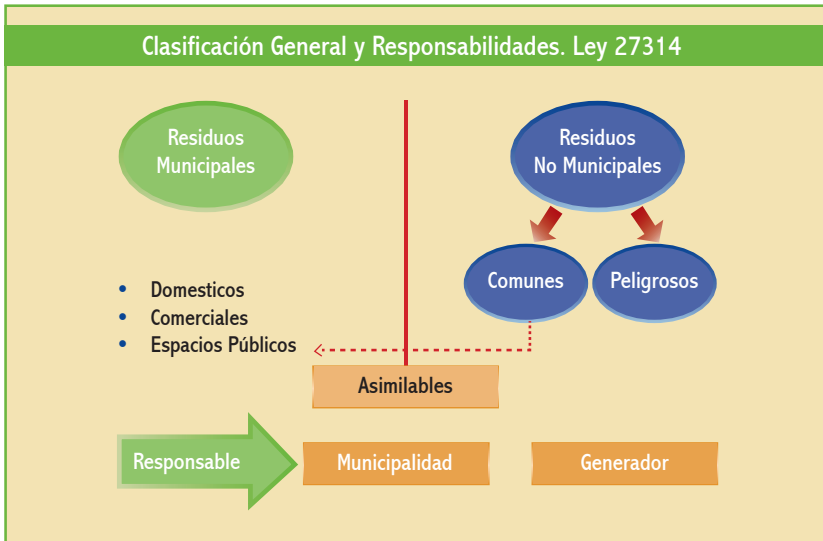 Clasificación General y Responsabilidades. Ley 27314
Residuos
Municipales
Residuos
No Municipales
Comunes
Peligrosos
• Domesticos
• Comerciales
• Espacios Públicos
Asimilables
Responsable
Municipalidad
Generador